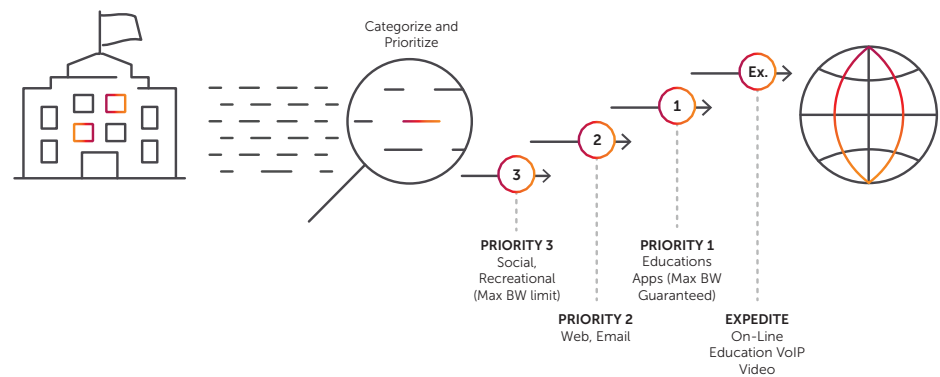 Categorize and
Prioritize
Ex.
1
2
3
PRIORITY 3
Social,
Recreational
(Max BW limit)
PRIORITY 1
Educations
Apps (Max BW
Guaranteed)
PRIORITY 2
Web, Email
EXPEDITE
On-Line
Education VoIP
Video